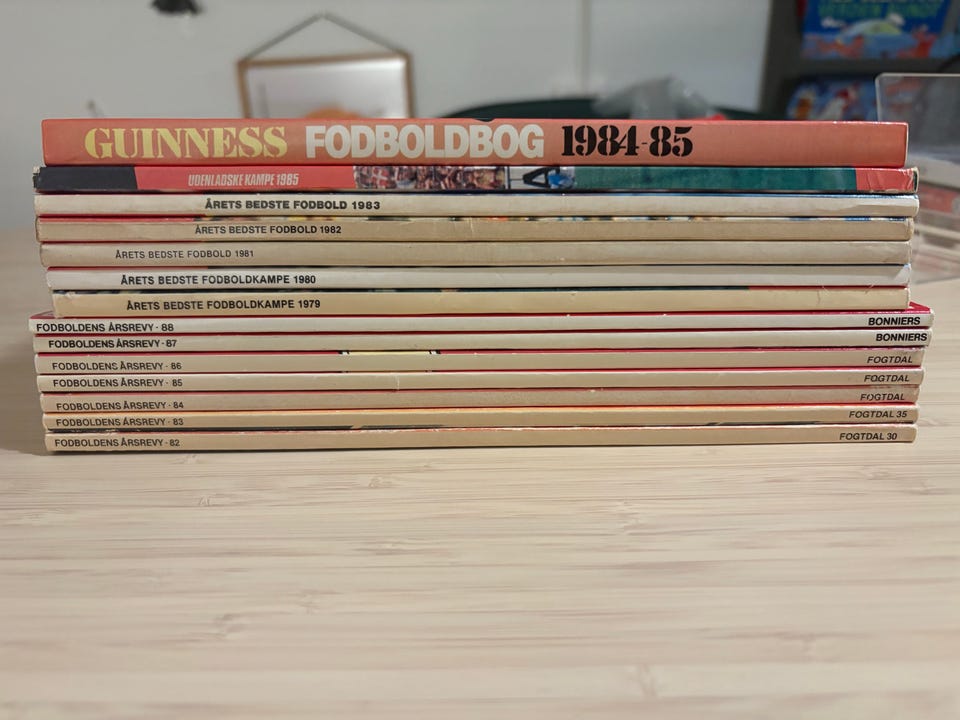 GUINNESS FODBOLDBOG 1984-85
UDENLADSKE KAMPE 1985
ÅRETS BEDSTE FODBOLD 1983
ÅRETS BEDSTE FODBOLD 1982
ÅRETS BEDSTE FODBOLD 1981
ÅRETS BEDSTE FODBOLDKAMPE 1980
ÅRETS BEDSTE FODBOLDKAMPE 1979
FODBOLDENS ÅRSREVY · 88 BONNIERS
FODBOLDENS ÅRSREVY · 87 BONNIERS
FODBOLDENS ÅRSREVY · 86 FOGTDAL
FODBOLDENS ÅRSREVY · 85 FOGTDAL
FODBOLDENS ÅRSREVY · 84 FOGTDAL
FODBOLDENS ÅRSREVY · 83 FOGTDAL 35
FODBOLDENS ÅRSREVY · 82 FOGTDAL 30